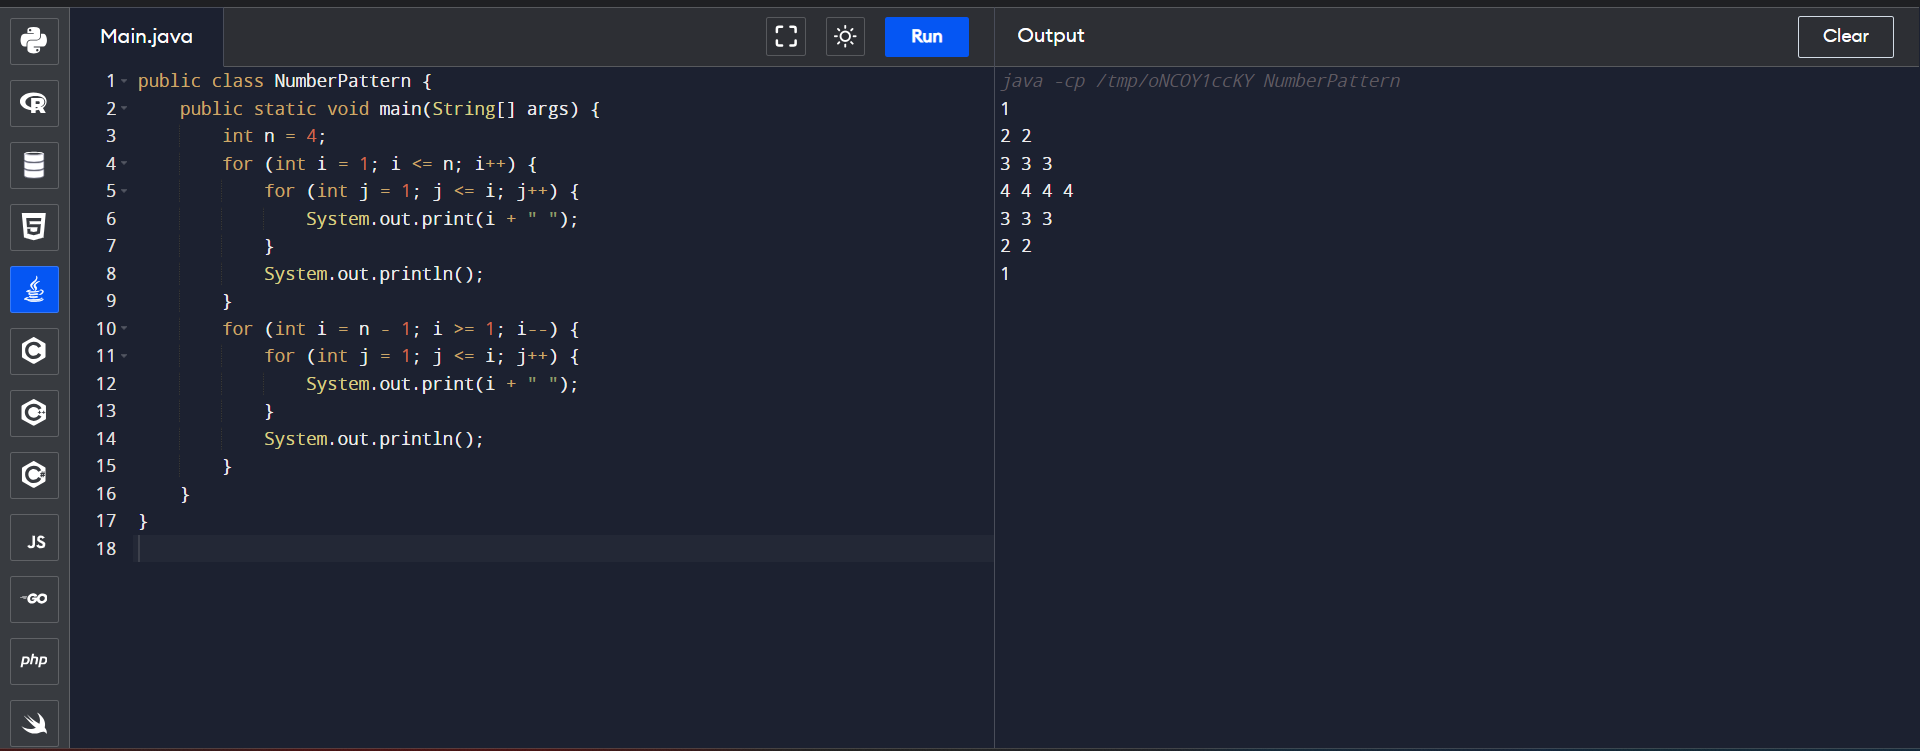 Main.java
Run
Output
Clear
1 public class NumberPattern {
2     public static void main(String[] args) {
3         int n = 4;
4         for (int i = 1; i <= n; i++) {
5             for (int j = 1; j <= i; j++) {
6                 System.out.print(i + " ");
7             }
8             System.out.println();
9         }
10         for (int i = n - 1; i >= 1; i--) {
11             for (int j = 1; j <= i; j++) {
12                 System.out.print(i + " ");
13             }
14             System.out.println();
15         }
16     }
17 }
18
java -cp /tmp/oNCOY1ccKY NumberPattern
1
2 2
3 3 3
4 4 4 4
3 3 3
2 2
1
R
5
C
C
C
JS
GO
php